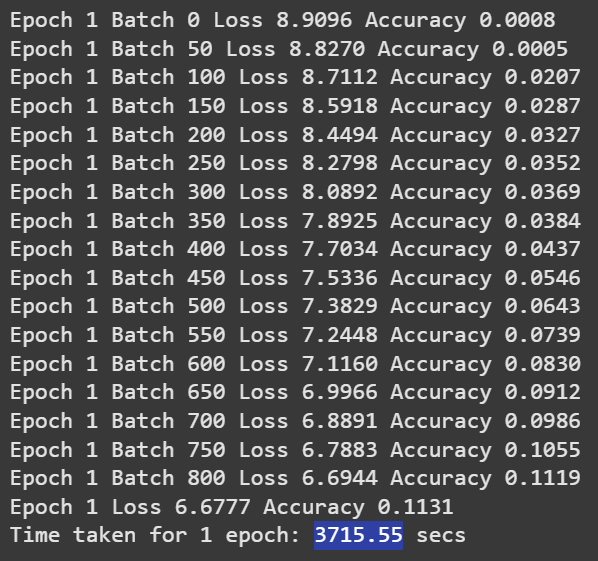 Epoch 1 Batch 0 Loss 8.9096 Accuracy 0.0008
Epoch 1 Batch 50 Loss 8.8270 Accuracy 0.0005
Epoch 1 Batch 100 Loss 8.7112 Accuracy 0.0207
Epoch 1 Batch 150 Loss 8.5918 Accuracy 0.0287
Epoch 1 Batch 200 Loss 8.4494 Accuracy 0.0327
Epoch 1 Batch 250 Loss 8.2798 Accuracy 0.0352
Epoch 1 Batch 300 Loss 8.0892 Accuracy 0.0369
Epoch 1 Batch 350 Loss 7.8925 Accuracy 0.0384
Epoch 1 Batch 400 Loss 7.7034 Accuracy 0.0437
Epoch 1 Batch 450 Loss 7.5336 Accuracy 0.0546
Epoch 1 Batch 500 Loss 7.3829 Accuracy 0.0643
Epoch 1 Batch 550 Loss 7.2448 Accuracy 0.0739
Epoch 1 Batch 600 Loss 7.1160 Accuracy 0.0830
Epoch 1 Batch 650 Loss 6.9966 Accuracy 0.0912
Epoch 1 Batch 700 Loss 6.8891 Accuracy 0.0986
Epoch 1 Batch 750 Loss 6.7883 Accuracy 0.1055
Epoch 1 Batch 800 Loss 6.6944 Accuracy 0.1119
Epoch 1 Loss 6.6777 Accuracy 0.1131
Time taken for 1 epoch: 3715.55 secs